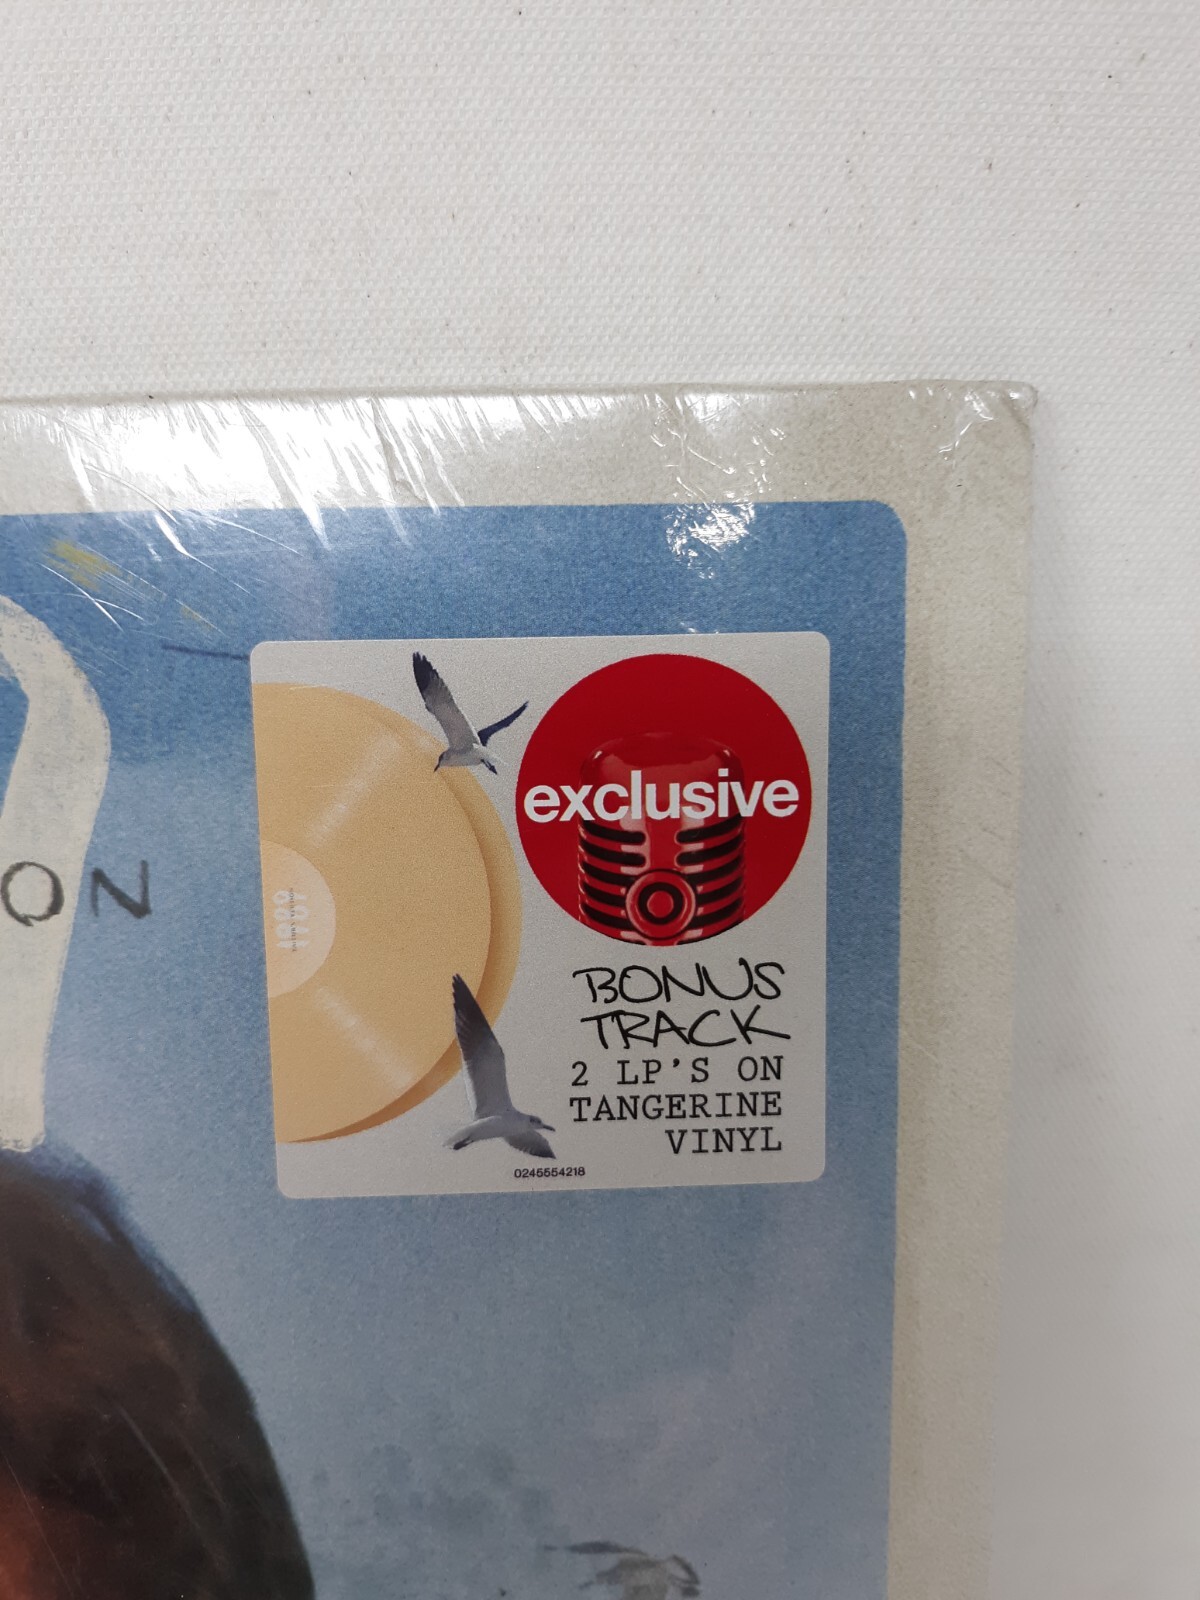 exclusive
ON
BONUS
TRACK
2 LP'S ON
TANGERINE
VINYL
0245554218